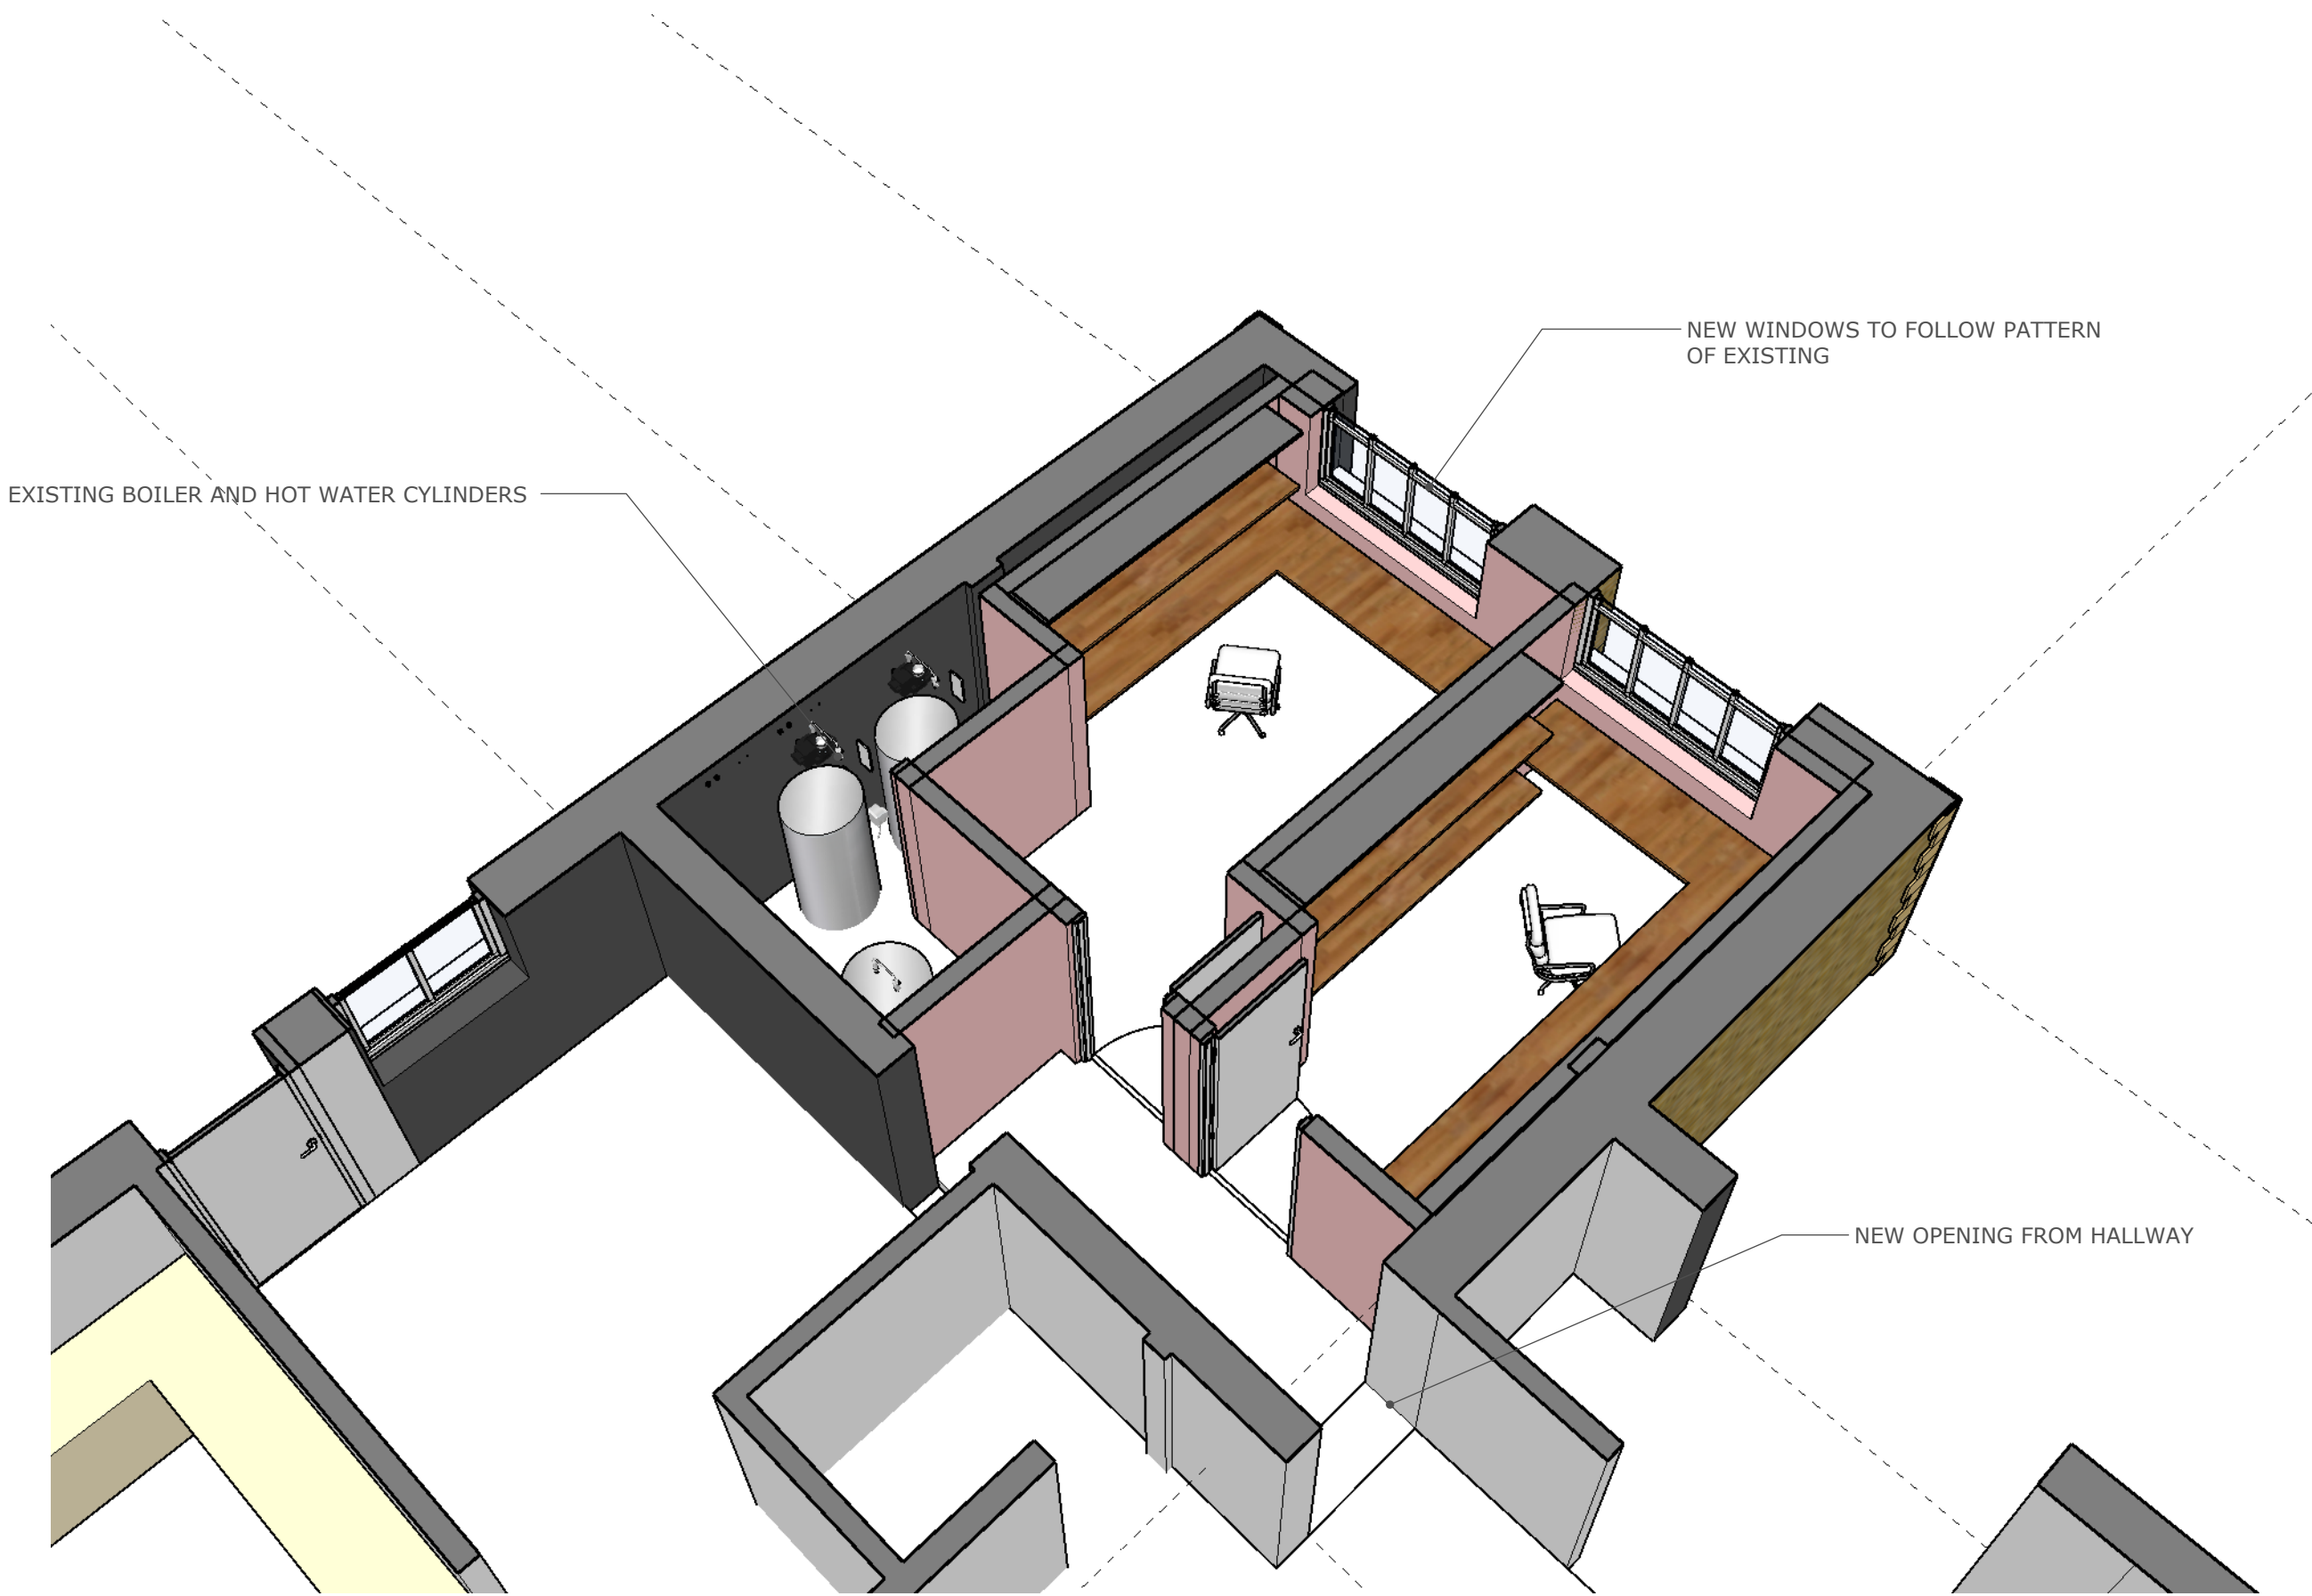 NEW WINDOWS TO FOLLOW PATTERN
OF EXISTING
EXISTING BOILER AND HOT WATER CYLINDERS
NEW OPENING FROM HALLWAY